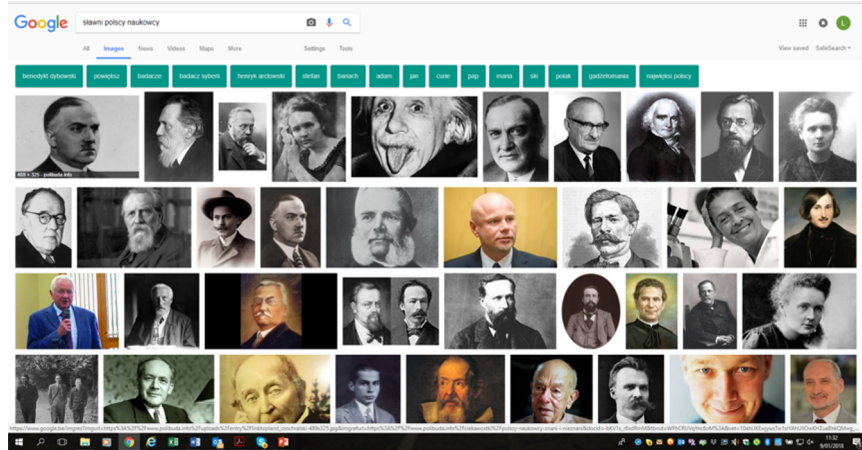 Google sławni polscy naukowcy L
All Images News Videos Maps More Settings Tools View saved SafeSearch
benedykt dybowski powiększ badacze badacz syberii henryk arctowski stefan banach adam jan curie pap maria ski polak gadżetomania najwięksi polscy
409 × 325 - polibuda.info
11:32
9/01/2018